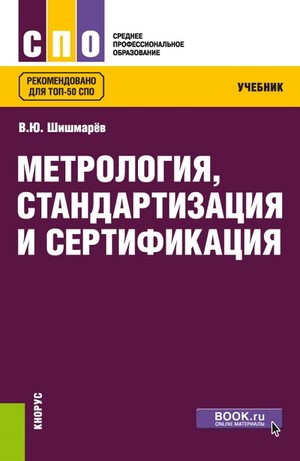 СПО
СРЕДНЕЕ
ПРОФЕССИОНАЛЬНОЕ
ОБРАЗОВАНИЕ
РЕКОМЕНДОВАНО
ДЛЯ ТОП-50 СПО
УЧЕБНИК
В.Ю. Шишмарёв
МЕТРОЛОГИЯ,
СТАНДАРТИЗАЦИЯ
И СЕРТИФИКАЦИЯ
КНОРУС
BOOK.ru
ONLINE МАТЕРИАЛЫ